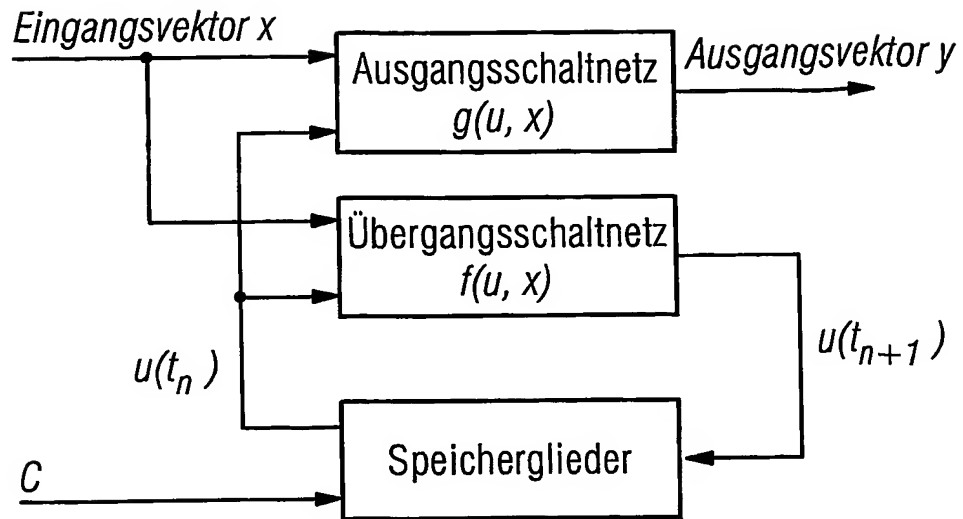 Eingangsvektor x
Ausgangsschaltnetz
g(u, x)
Ausgangsvektor y
Übergangsschaltnetz
f(u, x)
u(tₙ)
u(tₙ₊₁)
Speicherglieder
C